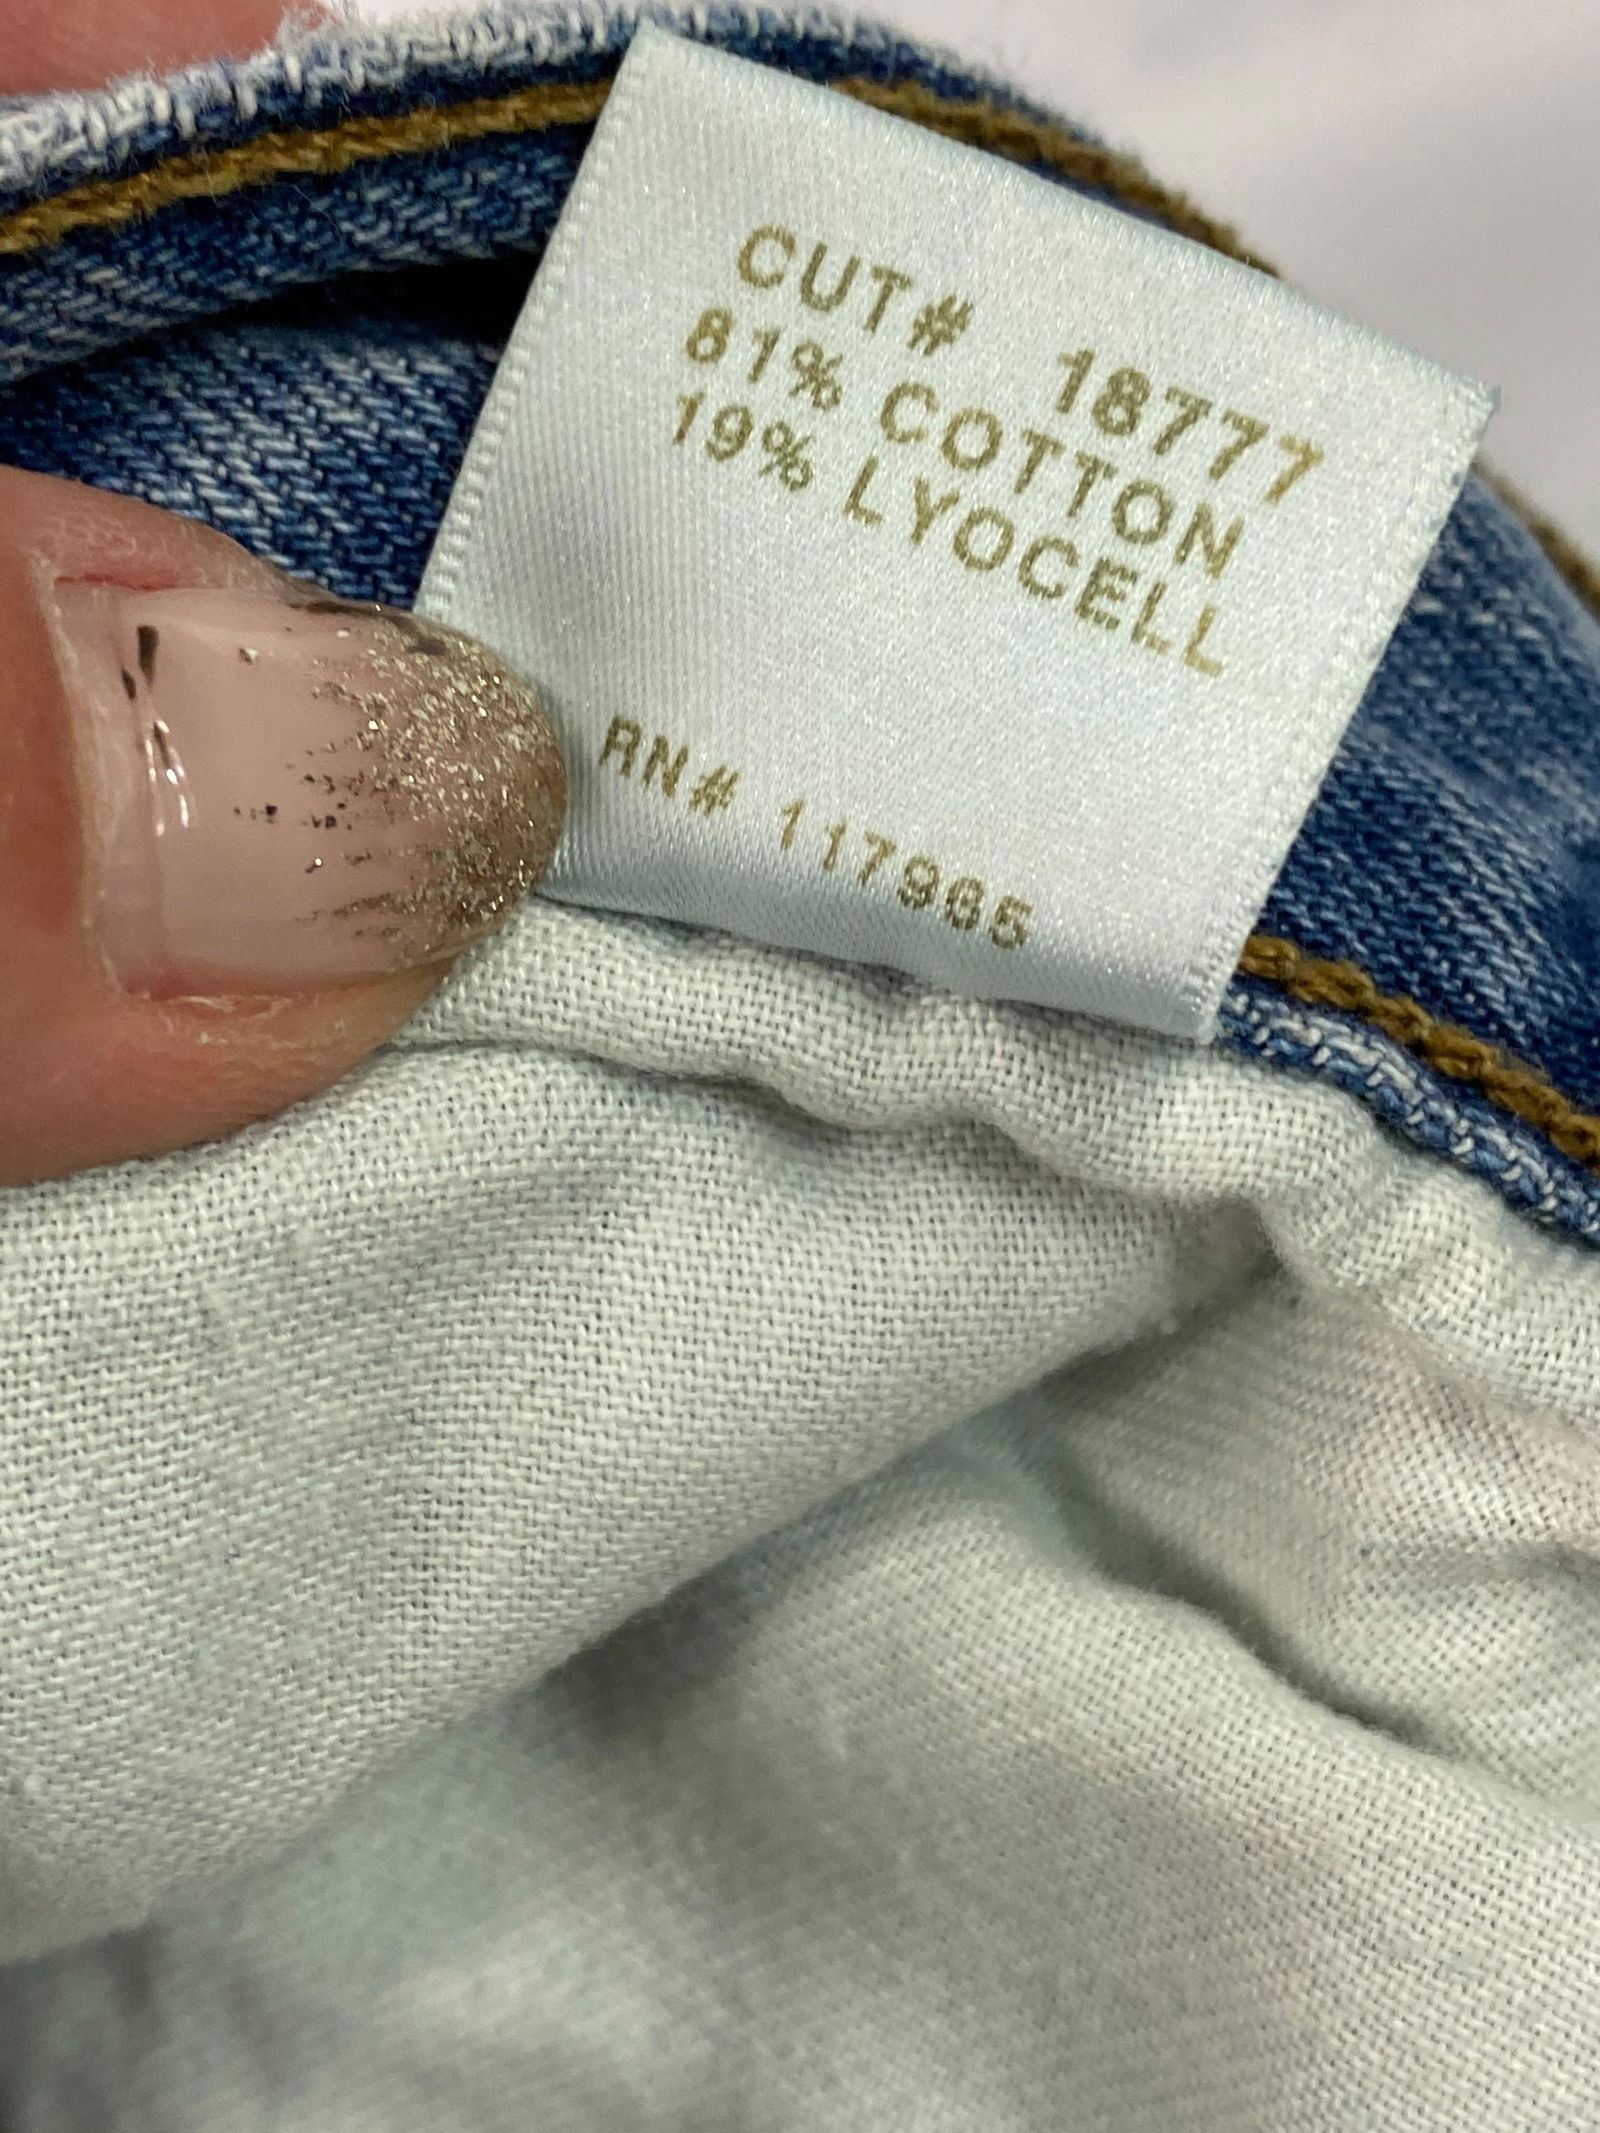 CUT# 18777
81% COTTON
19% LYOCELL
RN# 117965